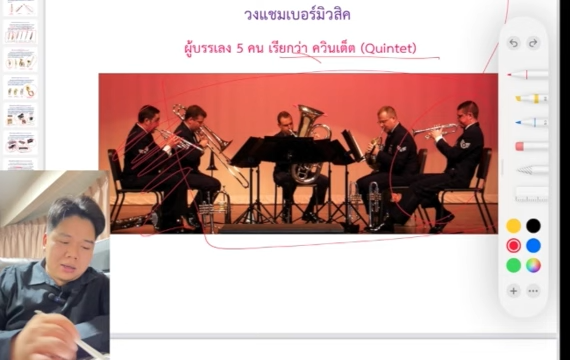 วงแชมเบอร์มิวสิค
ผู้บรรเลง 5 คน เรียกว่า ควินเต็ต (Quintet)